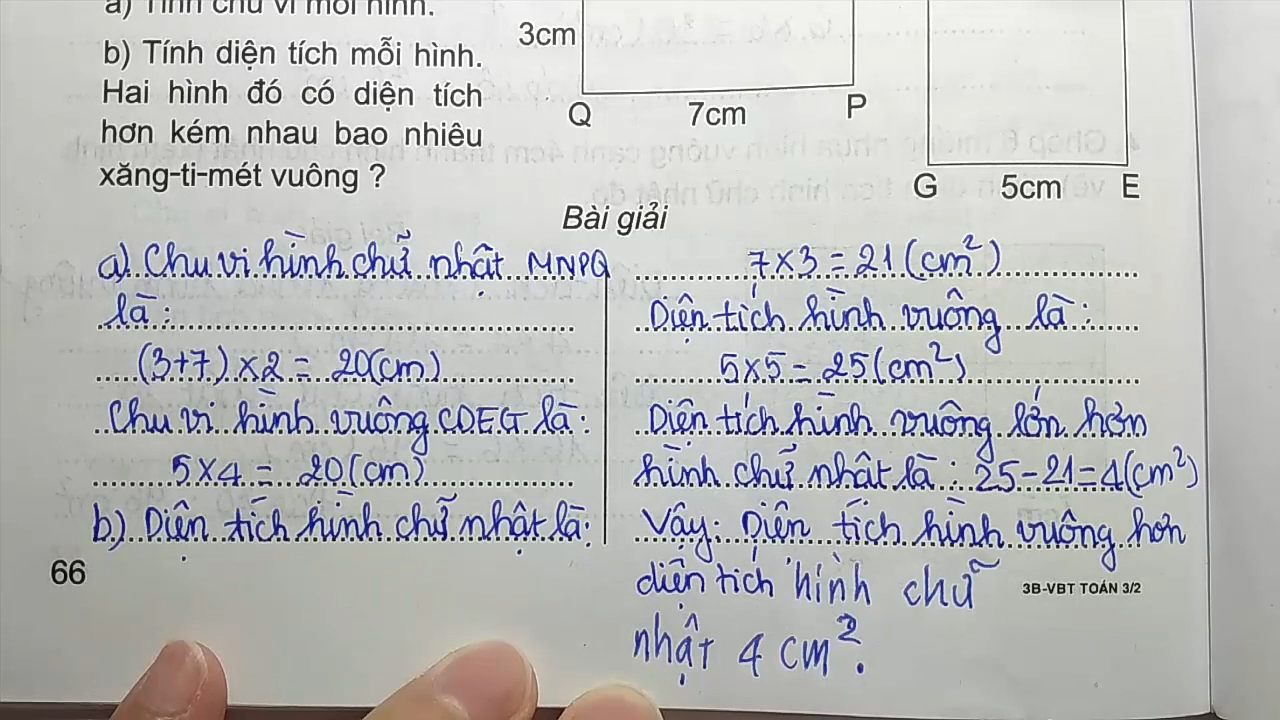 a) Tính chu vi mỗi hình.
b) Tính diện tích mỗi hình.
Hai hình đó có diện tích
hơn kém nhau bao nhiêu
xăng-ti-mét vuông ?
3cm
Q
7cm
P
G
5cm
E
Bài giải
a) Chu vi hình chữ nhật MNPQ
là :
(3+7) x 2 = 20(cm)
Chu vi hình vuông CDEG là :
5 x 4 = 20(cm)
b) Diện tích hình chữ nhật là:
7 x 3 = 21 (cm²)
Diện tích hình vuông là :
5 x 5 = 25 (cm²)
Diện tích hình vuông lớn hơn
hình chữ nhật là : 25 - 21 = 4 (cm²)
Vậy: Diện tích hình vuông hơn
diện tích hình chữ
nhật 4 cm².
66
3B-VBT TOÁN 3/2